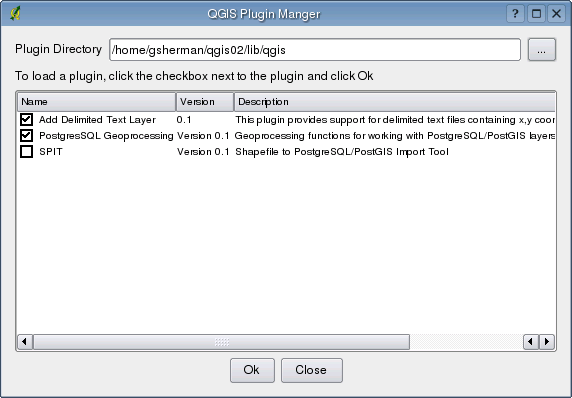 QGIS Plugin Manger
Plugin Directory /home/gsherman/qgis02/lib/qgis ...
To load a plugin, click the checkbox next to the plugin and click Ok
Name Version Description
Add Delimited Text Layer 0.1 This plugin provides support for delimited text files containing x,y coor
PostgresSQL Geoprocessing Version 0.1 Geoprocessing functions for working with PostgreSQL/PostGIS layers
SPIT Version 0.1 Shapefile to PostgreSQL/PostGIS Import Tool
Ok Close